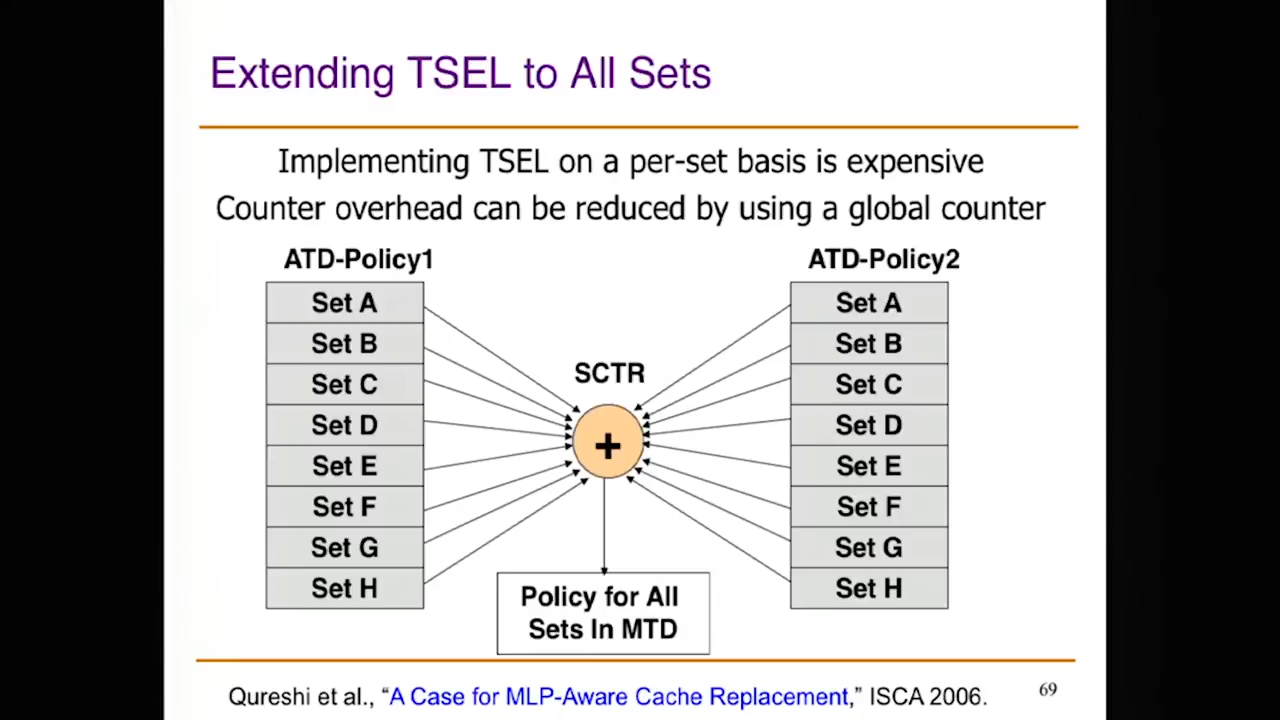 Extending TSEL to All Sets
Implementing TSEL on a per-set basis is expensive
Counter overhead can be reduced by using a global counter
ATD-Policy1
Set A
Set B
Set C
Set D
Set E
Set F
Set G
Set H
SCTR
+
Policy for All
Sets In MTD
ATD-Policy2
Set A
Set B
Set C
Set D
Set E
Set F
Set G
Set H
Qureshi et al., “A Case for MLP-Aware Cache Replacement,” ISCA 2006.
69